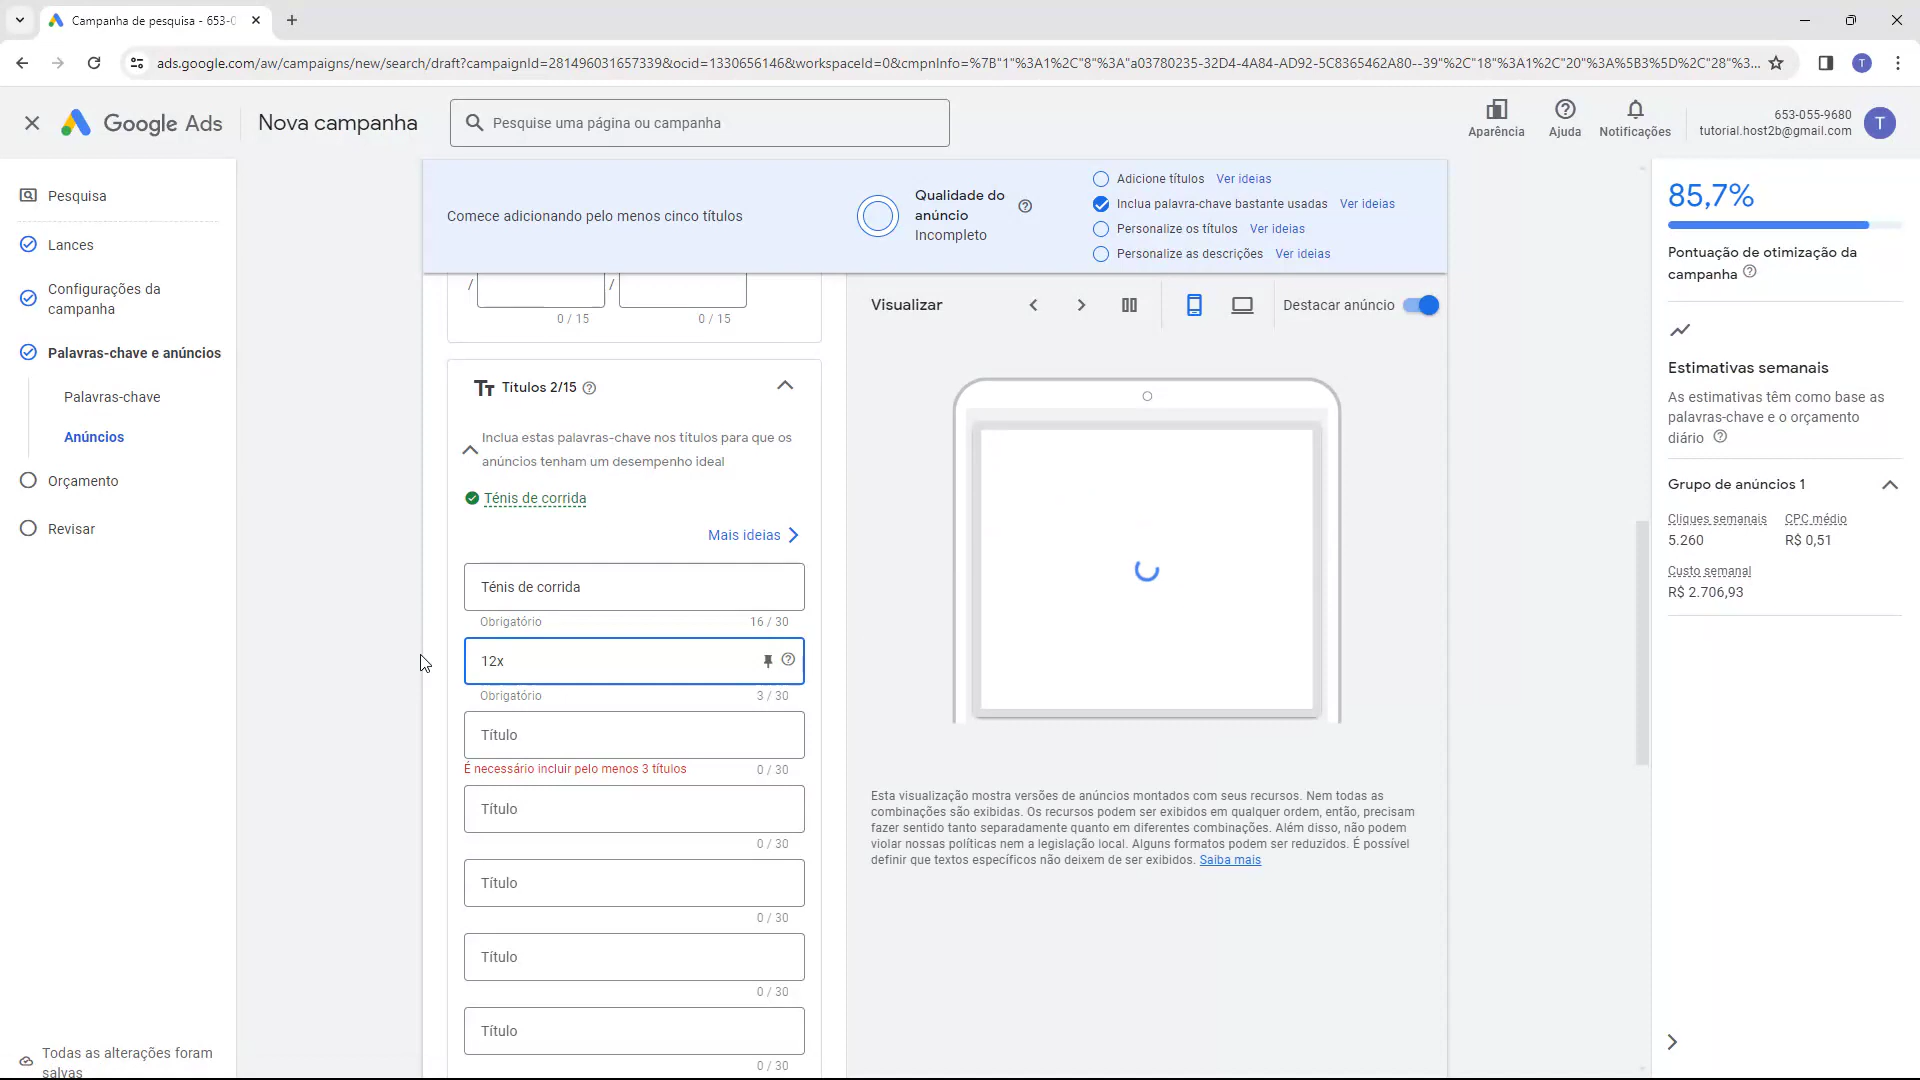 Campanha de pesquisa - 653-0
ads.google.com/aw/campaigns/new/search/draft?campaignId=281496031657339&ocid=1330656146&workspaceId=0&cmpnInfo=%7B"1"%3A1%2C"8"%3A"a03780235-32D4-4A84-AD92-5C8365462A80--39"%2C"18"%3A1%2C"20"%3A%5B3%5D%2C"28"%3...
T
Google Ads
Nova campanha
Pesquise uma página ou campanha
Aparência
Ajuda
Notificações
653-055-9680
tutorial.host2b@gmail.com
T
Pesquisa
Lances
Configurações da
campanha
Palavras-chave e anúncios
Palavras-chave
Anúncios
Orçamento
Revisar
Todas as alterações foram
salvas
Comece adicionando pelo menos cinco títulos
Qualidade do
anúncio
Incompleto
Adicione títulos Ver ideias
Inclua palavra-chave bastante usadas Ver ideias
Personalize os títulos Ver ideias
Personalize as descrições Ver ideias
/ /
0 / 15 0 / 15
Títulos 2/15
Inclua estas palavras-chave nos títulos para que os
anúncios tenham um desempenho ideal
Ténis de corrida
Mais ideias
Ténis de corrida
Obrigatório 16 / 30
12x
Obrigatório 3 / 30
Título
É necessário incluir pelo menos 3 títulos 0 / 30
Título
0 / 30
Título
0 / 30
Título
0 / 30
Título
0 / 30
Visualizar
Destacar anúncio
Esta visualização mostra versões de anúncios montados com seus recursos. Nem todas as
combinações são exibidas. Os recursos podem ser exibidos em qualquer ordem, então, precisam
fazer sentido tanto separadamente quanto em diferentes combinações. Além disso, não podem
violar nossas políticas nem a legislação local. Alguns formatos podem ser reduzidos. É possível
definir que textos específicos não deixem de ser exibidos. Saiba mais
85,7%
Pontuação de otimização da
campanha
Estimativas semanais
As estimativas têm como base as
palavras-chave e o orçamento
diário
Grupo de anúncios 1
Cliques semanais CPC médio
5.260 R$ 0,51
Custo semanal
R$ 2.706,93